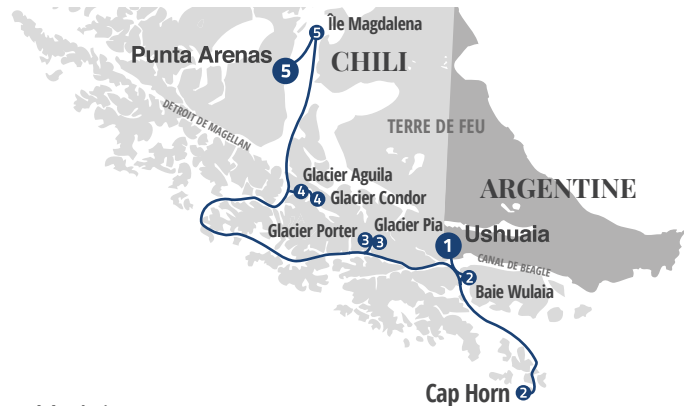 5
Île Magdalena
Punta Arenas
5
CHILI
DETROIT DE MAGELLAN
TERRE DE FEU
Glacier Aguila
4
4
Glacier Condor
ARGENTINE
Glacier Porter
Glacier Pia
3
3
1
Ushuaia
CANAL DE BEAGLE
2
Baie Wulaia
Cap Horn
2